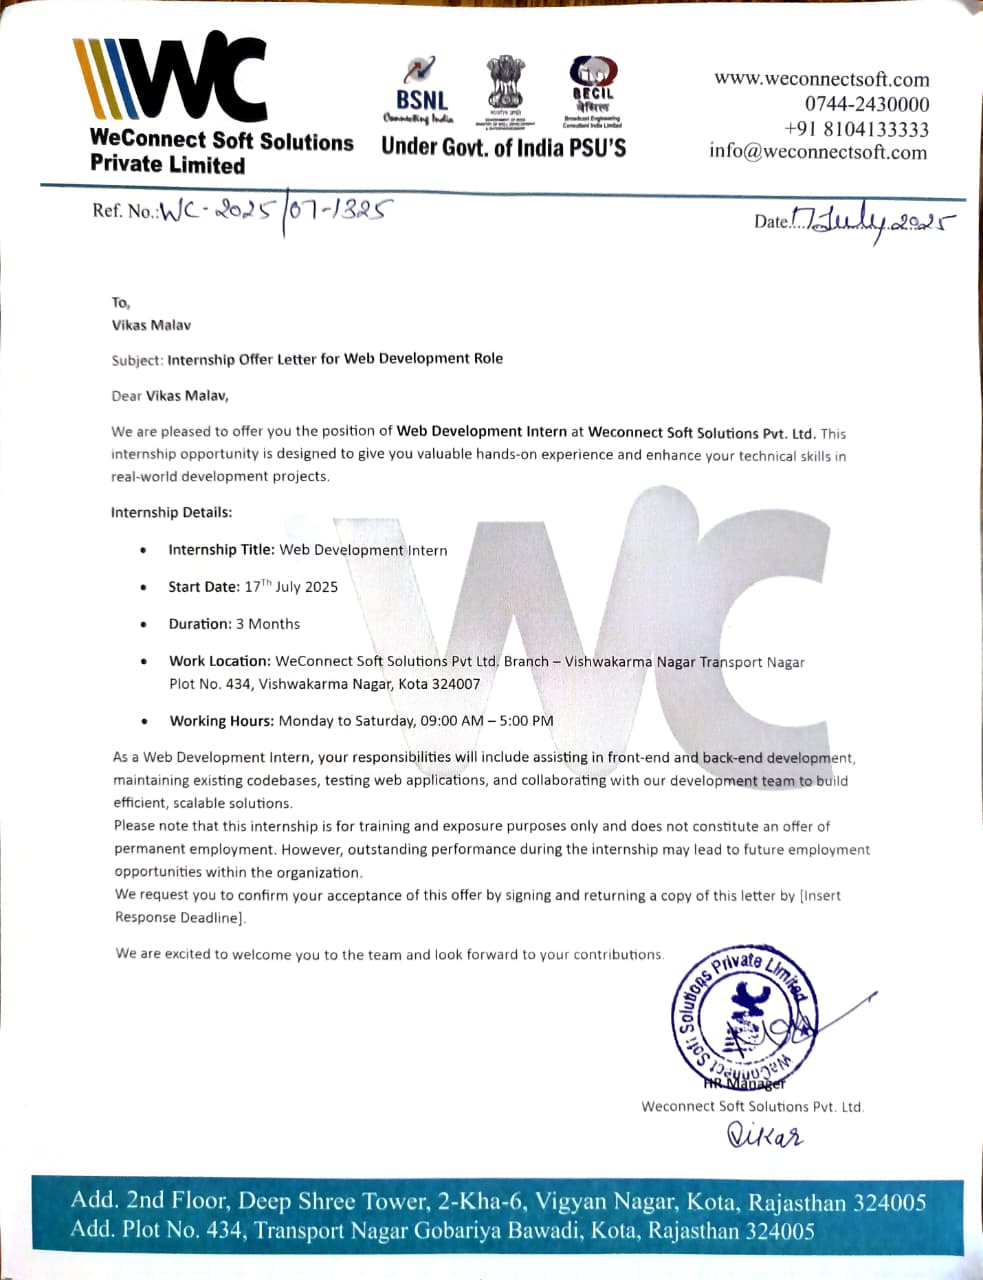 WC
WeConnect Soft Solutions
Private Limited
BSNL
Connecting India
BECIL
बेसिल
Broadcast Engineering
Consultant India Limited
Under Govt. of India PSU'S
www.weconnectsoft.com
0744-2430000
+91 8104133333
info@weconnectsoft.com
Ref. No.:WC-2025/07-1325
Date....17July.2025
To,
Vikas Malav
Subject: Internship Offer Letter for Web Development Role
Dear Vikas Malav,
We are pleased to offer you the position of Web Development Intern at Weconnect Soft Solutions Pvt. Ltd. This
internship opportunity is designed to give you valuable hands-on experience and enhance your technical skills in
real-world development projects.
Internship Details:
• Internship Title: Web Development Intern
• Start Date: 17Th July 2025
• Duration: 3 Months
• Work Location: WeConnect Soft Solutions Pvt Ltd. Branch – Vishwakarma Nagar Transport Nagar
Plot No. 434, Vishwakarma Nagar, Kota 324007
• Working Hours: Monday to Saturday, 09:00 AM – 5:00 PM
As a Web Development Intern, your responsibilities will include assisting in front-end and back-end development,
maintaining existing codebases, testing web applications, and collaborating with our development team to build
efficient, scalable solutions.
Please note that this internship is for training and exposure purposes only and does not constitute an offer of
permanent employment. However, outstanding performance during the internship may lead to future employment
opportunities within the organization.
We request you to confirm your acceptance of this offer by signing and returning a copy of this letter by [Insert
Response Deadline].
We are excited to welcome you to the team and look forward to your contributions.
WeConnect Soft Solutions Private Limited
HR Manager
Weconnect Soft Solutions Pvt. Ltd.
Vikas
Add. 2nd Floor, Deep Shree Tower, 2-Kha-6, Vigyan Nagar, Kota, Rajasthan 324005
Add. Plot No. 434, Transport Nagar Gobariya Bawadi, Kota, Rajasthan 324005